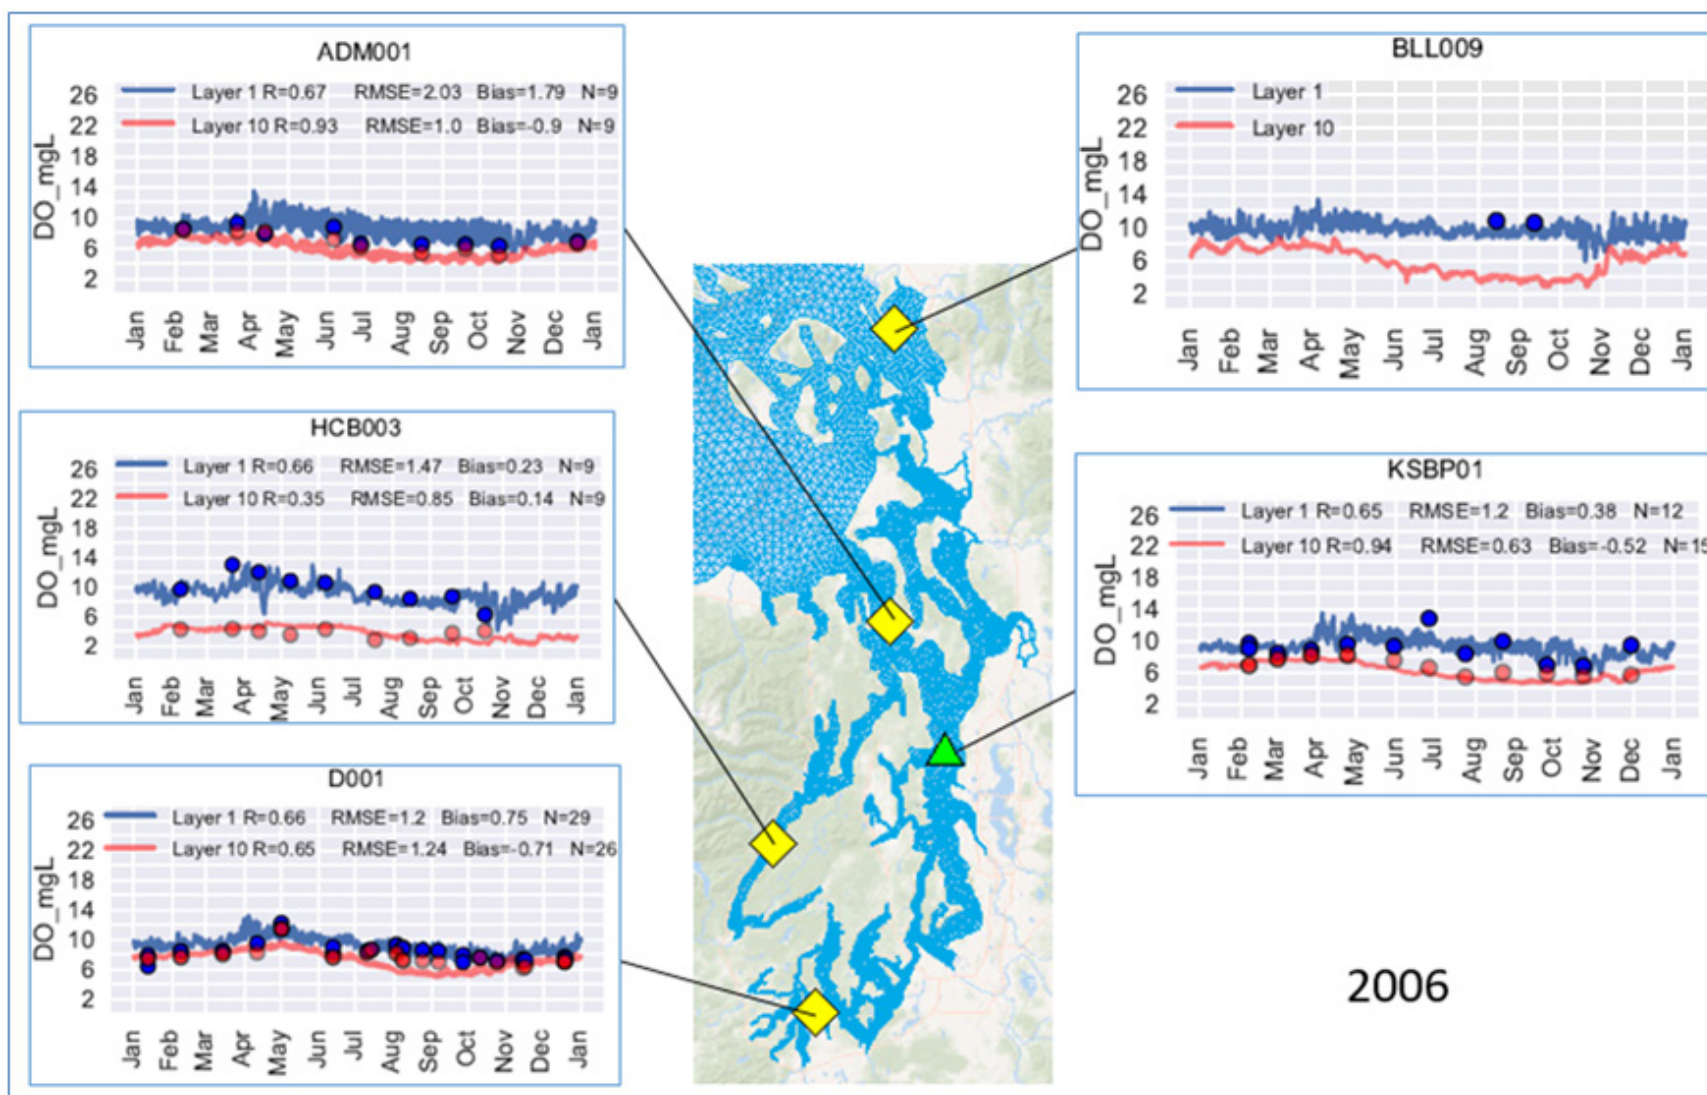 ADM001
Layer 1 R=0.67 RMSE=2.03 Bias=1.79 N=9
Layer 10 R=0.93 RMSE=1.0 Bias=-0.9 N=9
DO_mgL
26
22
18
14
10
6
2
Jan Feb Mar Apr May Jun Jul Aug Sep Oct Nov Dec Jan
BLL009
Layer 1
Layer 10
DO_mgL
26
22
18
14
10
6
2
Jan Feb Mar Apr May Jun Jul Aug Sep Oct Nov Dec Jan
HCB003
Layer 1 R=0.66 RMSE=1.47 Bias=0.23 N=9
Layer 10 R=0.35 RMSE=0.85 Bias=0.14 N=9
DO_mgL
26
22
18
14
10
6
2
Jan Feb Mar Apr May Jun Jul Aug Sep Oct Nov Dec Jan
KSBP01
Layer 1 R=0.65 RMSE=1.2 Bias=0.38 N=12
Layer 10 R=0.94 RMSE=0.63 Bias=-0.52 N=15
DO_mgL
26
22
18
14
10
6
2
Jan Feb Mar Apr May Jun Jul Aug Sep Oct Nov Dec Jan
D001
Layer 1 R=0.66 RMSE=1.2 Bias=0.75 N=29
Layer 10 R=0.65 RMSE=1.24 Bias=-0.71 N=26
DO_mgL
26
22
18
14
10
6
2
Jan Feb Mar Apr May Jun Jul Aug Sep Oct Nov Dec Jan
2006